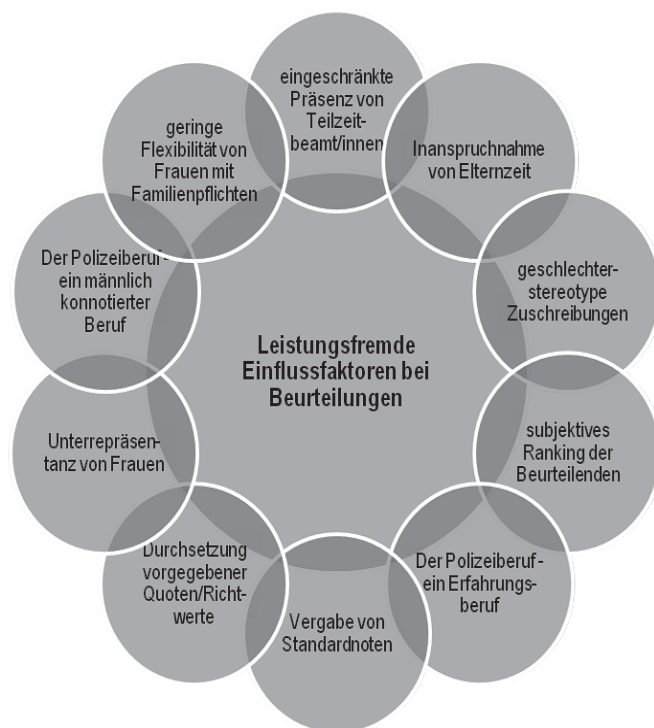 eingeschränkte
Präsenz von
Teilzeit-
beamt/innen
Inanspruchnahme
von Elternzeit
geschlechter-
stereotype
Zuschreibungen
subjektives
Ranking der
Beurteilenden
Der Polizeiberuf -
ein Erfahrungs-
beruf
Vergabe von
Standardnoten
Durchsetzung
vorgegebener
Quoten/Richt-
werte
Unterrepräsen-
tanz von Frauen
Der Polizeiberuf -
ein männlich
konnotierter
Beruf
geringe
Flexibilität von
Frauen mit
Familienpflichten
Leistungsfremde
Einflussfaktoren bei
Beurteilungen